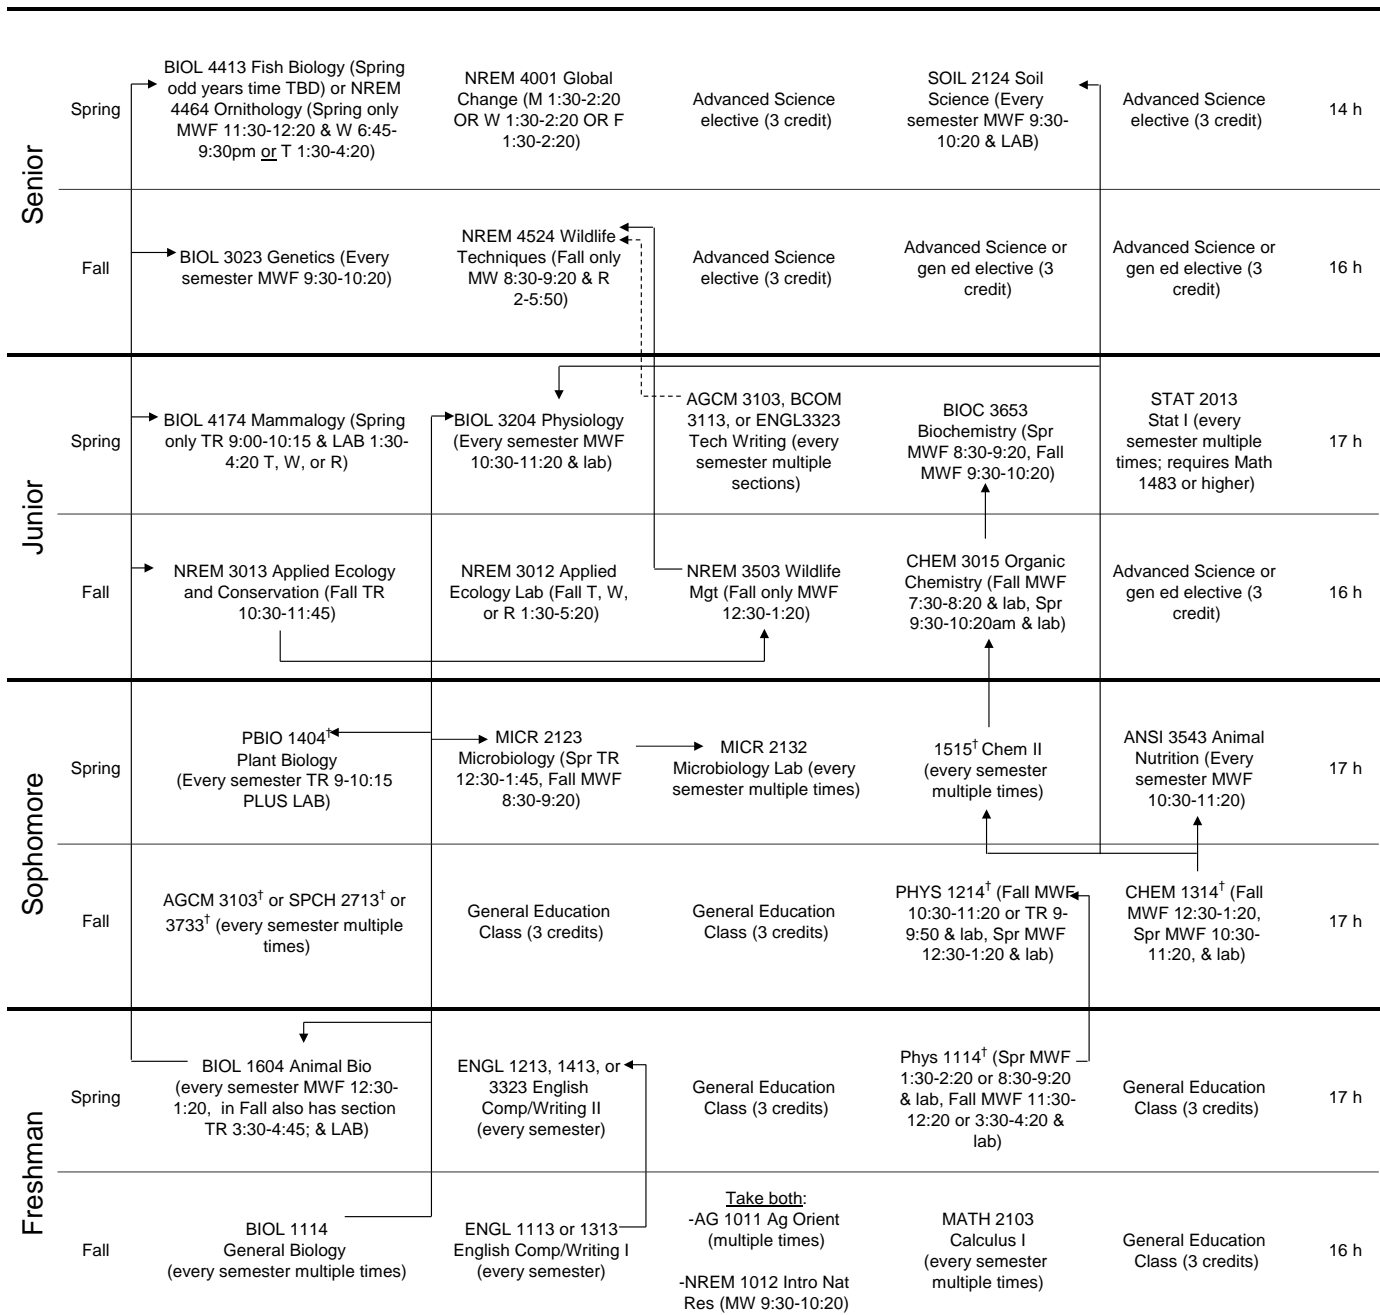 Senior
Spring
BIOL 4413 Fish Biology (Spring
odd years time TBD) or NREM
4464 Ornithology (Spring only
MWF 11:30-12:20 & W 6:45-
9:30pm or T 1:30-4:20)
NREM 4001 Global
Change (M 1:30-2:20
OR W 1:30-2:20 OR F
1:30-2:20)
Advanced Science
elective (3 credit)
SOIL 2124 Soil
Science (Every
semester MWF 9:30-
10:20 & LAB)
Advanced Science
elective (3 credit)
14 h
Fall
BIOL 3023 Genetics (Every
semester MWF 9:30-10:20)
NREM 4524 Wildlife
Techniques (Fall only
MW 8:30-9:20 & R
2-5:50)
Advanced Science
elective (3 credit)
Advanced Science or
gen ed elective (3
credit)
Advanced Science or
gen ed elective (3
credit)
16 h
Junior
Spring
BIOL 4174 Mammalogy (Spring
only TR 9:00-10:15 & LAB 1:30-
4:20 T, W, or R)
BIOL 3204 Physiology
(Every semester MWF
10:30-11:20 & lab)
AGCM 3103, BCOM
3113, or ENGL3323
Tech Writing (every
semester multiple
sections)
BIOC 3653
Biochemistry (Spr
MWF 8:30-9:20, Fall
MWF 9:30-10:20)
STAT 2013
Stat I (every
semester multiple
times; requires Math
1483 or higher)
17 h
Fall
NREM 3013 Applied Ecology
and Conservation (Fall TR
10:30-11:45)
NREM 3012 Applied
Ecology Lab (Fall T, W,
or R 1:30-5:20)
NREM 3503 Wildlife
Mgt (Fall only MWF
12:30-1:20)
CHEM 3015 Organic
Chemistry (Fall MWF
7:30-8:20 & lab, Spr
9:30-10:20am & lab)
Advanced Science or
gen ed elective (3
credit)
16 h
Sophomore
Spring
PBIO 1404†
Plant Biology
(Every semester TR 9-10:15
PLUS LAB)
MICR 2123
Microbiology (Spr TR
12:30-1:45, Fall MWF
8:30-9:20)
MICR 2132
Microbiology Lab (every
semester multiple times)
1515† Chem II
(every semester
multiple times)
ANSI 3543 Animal
Nutrition (Every
semester MWF
10:30-11:20)
17 h
Fall
AGCM 3103† or SPCH 2713† or
3733† (every semester multiple
times)
General Education
Class (3 credits)
General Education
Class (3 credits)
PHYS 1214† (Fall MWF
10:30-11:20 or TR 9-
9:50 & lab, Spr MWF
12:30-1:20 & lab)
CHEM 1314† (Fall
MWF 12:30-1:20,
Spr MWF 10:30-
11:20, & lab)
17 h
Freshman
Spring
BIOL 1604 Animal Bio
(every semester MWF 12:30-
1:20, in Fall also has section
TR 3:30-4:45; & LAB)
ENGL 1213, 1413, or
3323 English
Comp/Writing II
(every semester)
General Education
Class (3 credits)
Phys 1114† (Spr MWF
1:30-2:20 or 8:30-9:20
& lab, Fall MWF 11:30-
12:20 or 3:30-4:20 &
lab)
General Education
Class (3 credits)
17 h
Fall
BIOL 1114
General Biology
(every semester multiple times)
ENGL 1113 or 1313
English Comp/Writing I
(every semester)
Take both:
-AG 1011 Ag Orient
(multiple times)
-NREM 1012 Intro Nat
Res (MW 9:30-10:20)
MATH 2103
Calculus I
(every semester
multiple times)
General Education
Class (3 credits)
16 h